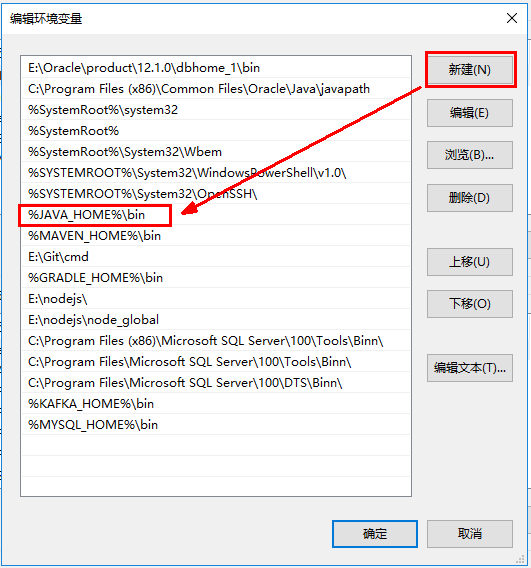 编辑环境变量
E:\Oracle\product\12.1.0\dbhome_1\bin
C:\Program Files (x86)\Common Files\Oracle\Java\javapath
%SystemRoot%\system32
%SystemRoot%
%SystemRoot%\System32\Wbem
%SYSTEMROOT%\System32\WindowsPowerShell\v1.0\
%SYSTEMROOT%\System32\OpenSSH\
%JAVA_HOME%\bin
%MAVEN_HOME%\bin
E:\Git\cmd
%GRADLE_HOME%\bin
E:\nodejs\
E:\nodejs\node_global
C:\Program Files (x86)\Microsoft SQL Server\100\Tools\Binn\
C:\Program Files\Microsoft SQL Server\100\Tools\Binn\
C:\Program Files\Microsoft SQL Server\100\DTS\Binn\
%KAFKA_HOME%\bin
%MYSQL_HOME%\bin
新建(N)
编辑(E)
浏览(B)...
删除(D)
上移(U)
下移(O)
编辑文本(T)...
确定
取消